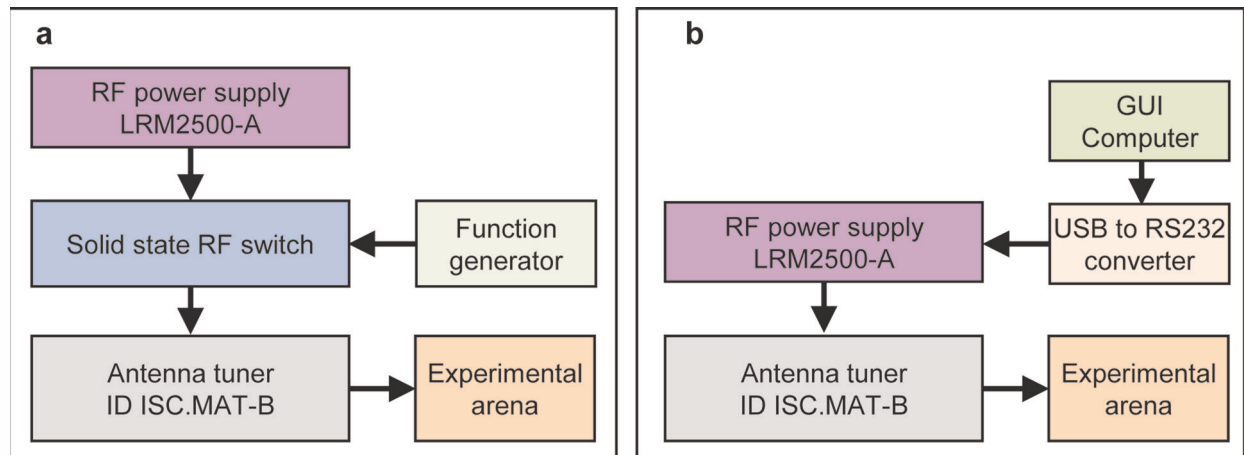 a
RF power supply
LRM2500-A
Solid state RF switch
Function
generator
Antenna tuner
ID ISC.MAT-B
Experimental
arena
b
GUI
Computer
RF power supply
LRM2500-A
USB to RS232
converter
Antenna tuner
ID ISC.MAT-B
Experimental
arena